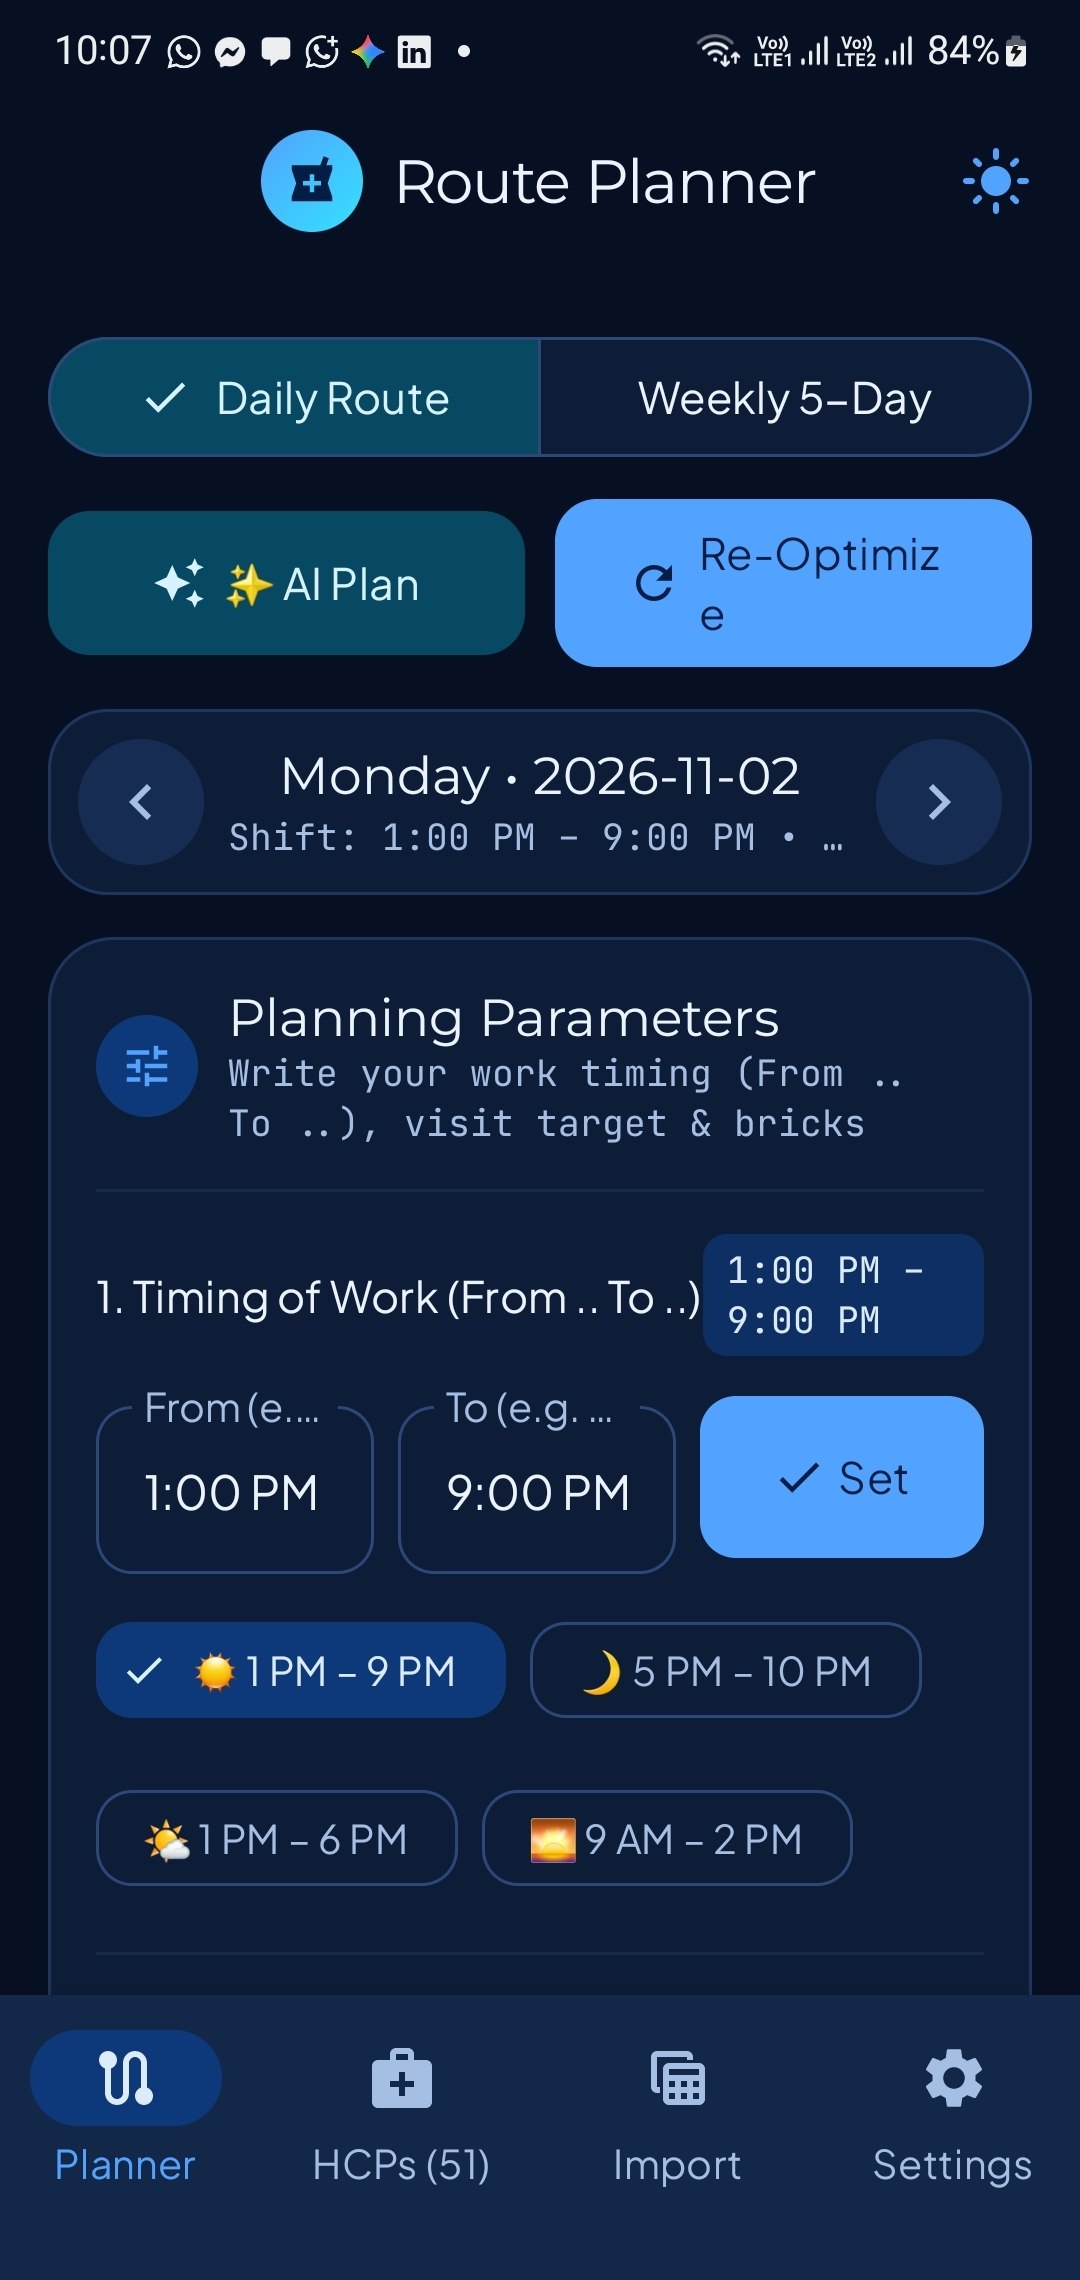 10:07
Vo)) LTE1 Vo)) LTE2 84%
Route Planner
Daily Route
Weekly 5–Day
✨ AI Plan
Re-Optimiz
e
Monday • 2026-11-02
Shift: 1:00 PM – 9:00 PM • …
Planning Parameters
Write your work timing (From ..
To ..), visit target & bricks
1. Timing of Work (From .. To ..)
1:00 PM –
9:00 PM
From (e.…
1:00 PM
To (e.g. …
9:00 PM
Set
☀️ 1 PM – 9 PM
🌙 5 PM – 10 PM
🌤️ 1 PM – 6 PM
🌅 9 AM – 2 PM
Planner
HCPs (51)
Import
Settings